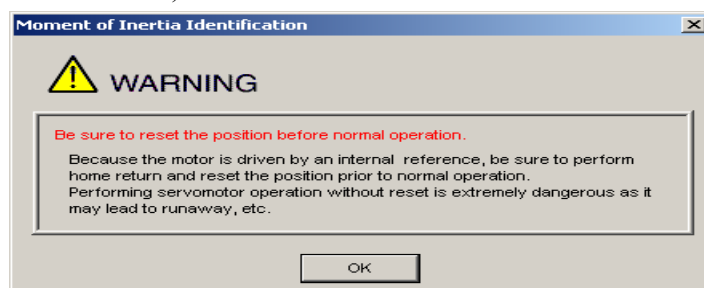 Moment of Inertia Identification
WARNING
Be sure to reset the position before normal operation.
Because the motor is driven by an internal reference, be sure to perform
home return and reset the position prior to normal operation.
Performing servomotor operation without reset is extremely dangerous as it
may lead to runaway, etc.
OK